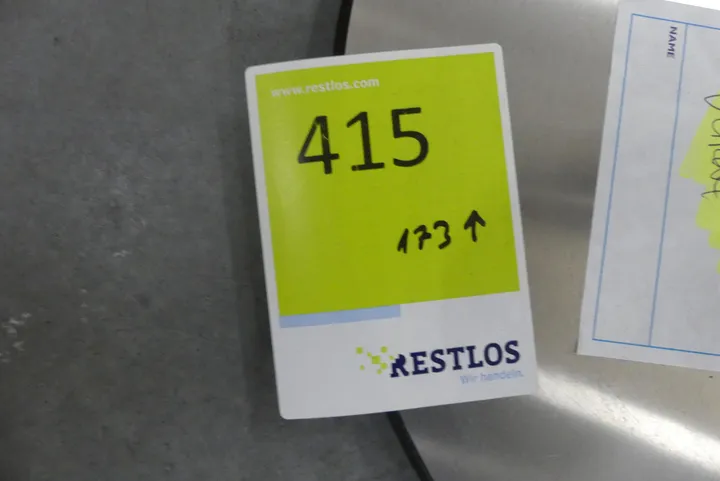 www.restlos.com
415
173 ↑
RESTLOS
Wir handeln.
NAME